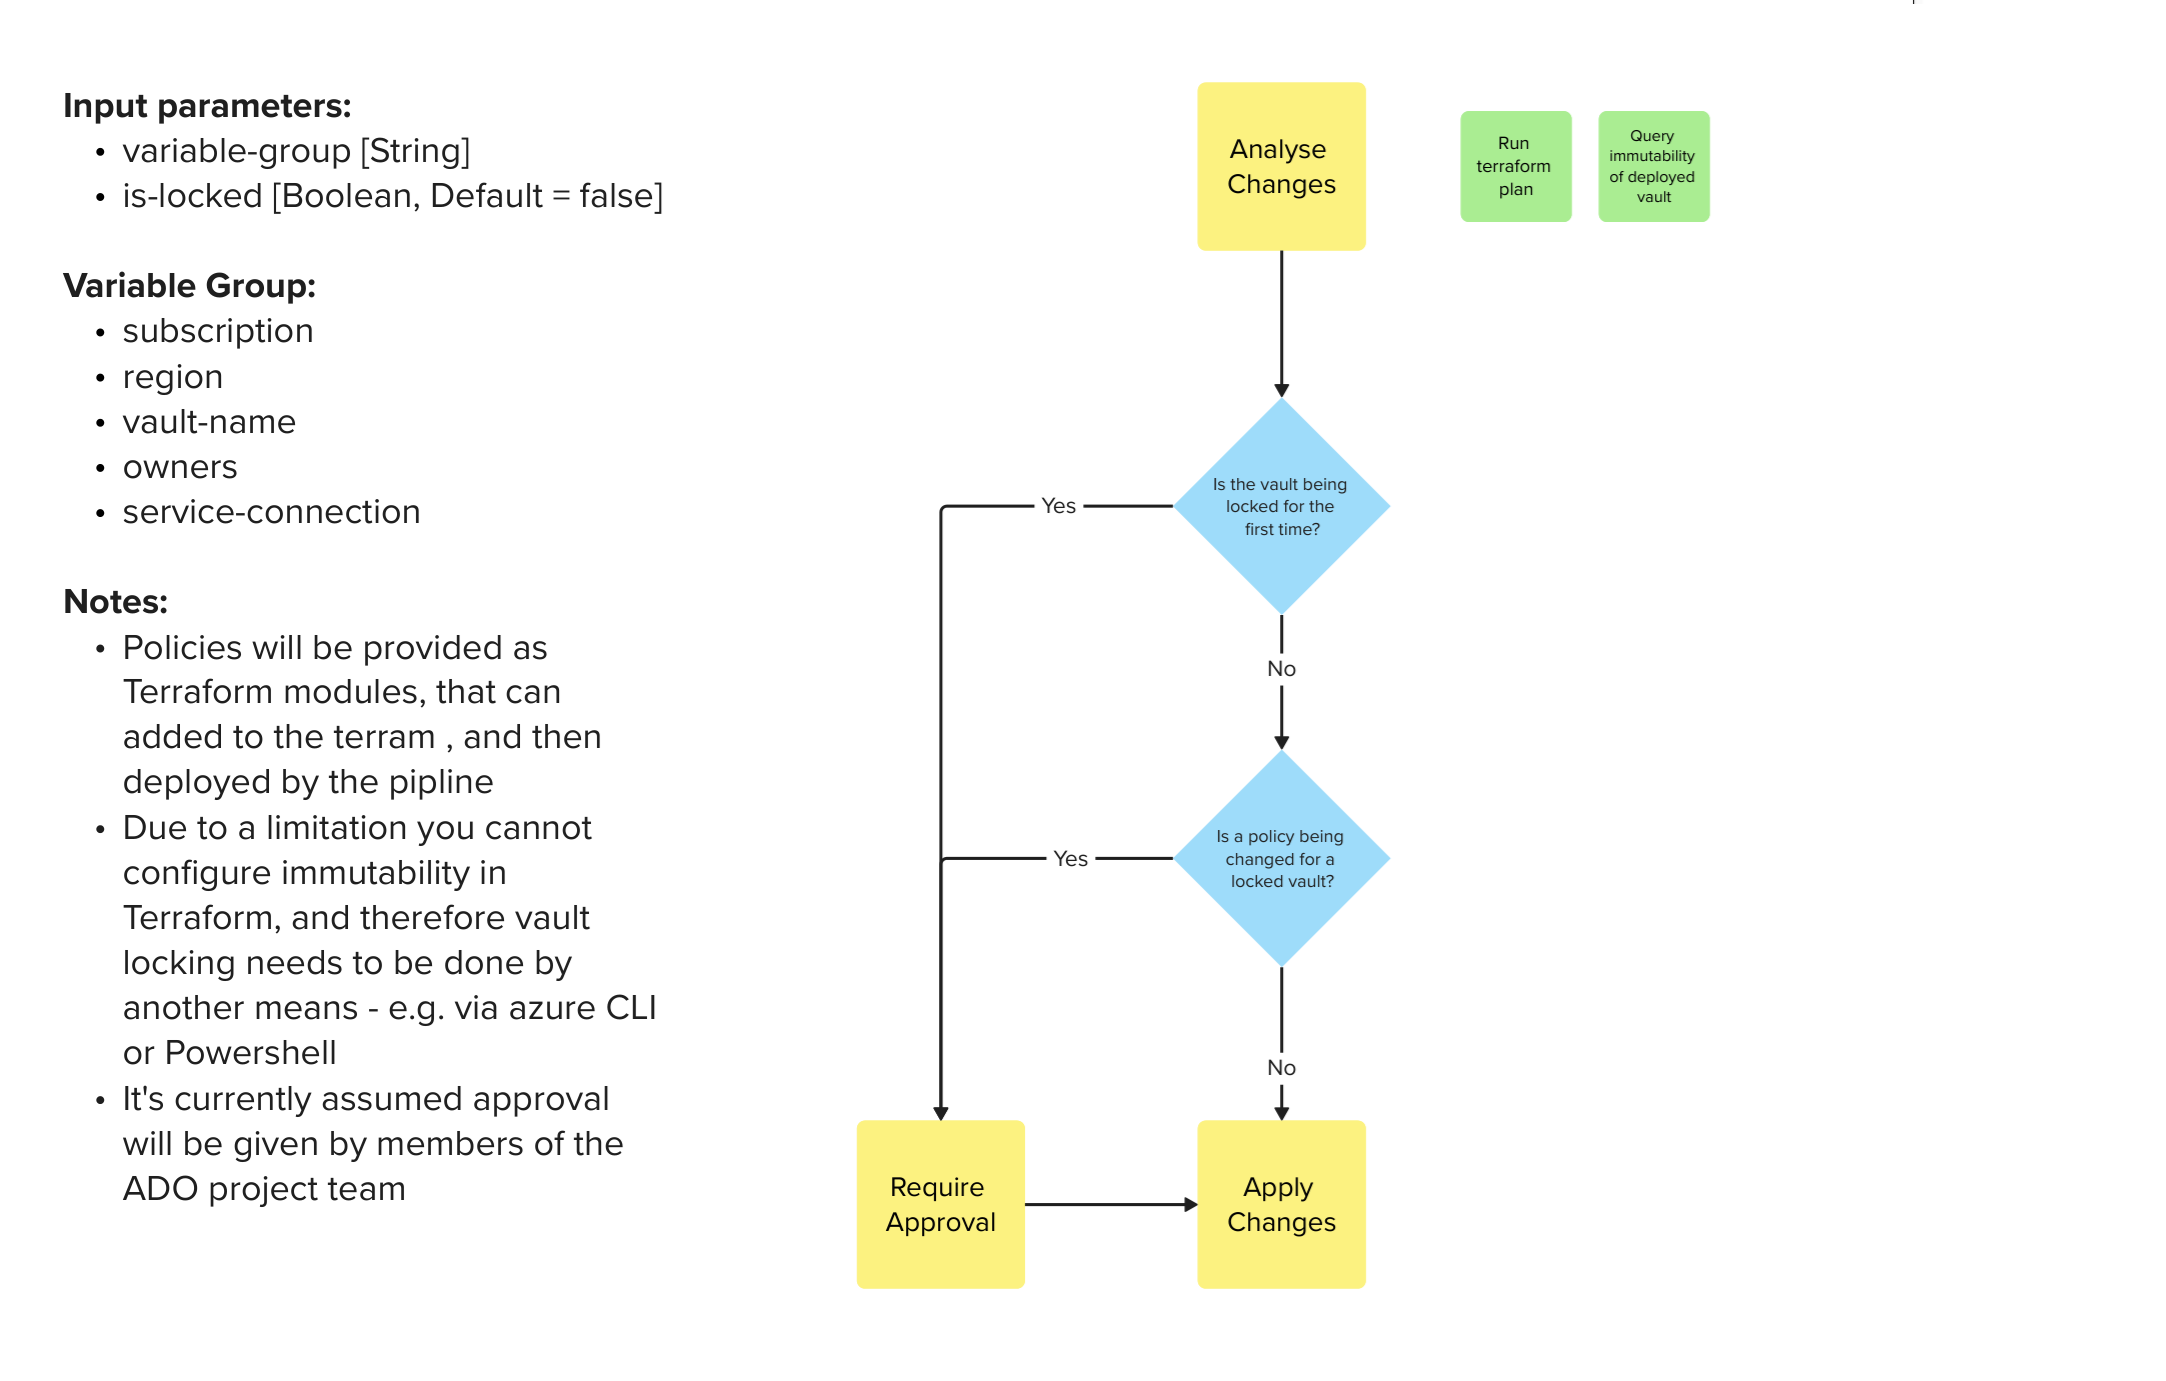 Input parameters:
• variable-group [String]
• is-locked [Boolean, Default = false]
Variable Group:
• subscription
• region
• vault-name
• owners
• service-connection
Notes:
• Policies will be provided as
Terraform modules, that can
added to the terram , and then
deployed by the pipline
• Due to a limitation you cannot
configure immutability in
Terraform, and therefore vault
locking needs to be done by
another means - e.g. via azure CLI
or Powershell
• It's currently assumed approval
will be given by members of the
ADO project team
Analyse
Changes
Run
terraform
plan
Query
immutability
of deployed
vault
Is the vault being
locked for the
first time?
Yes
No
Is a policy being
changed for a
locked vault?
Yes
No
Require
Approval
Apply
Changes